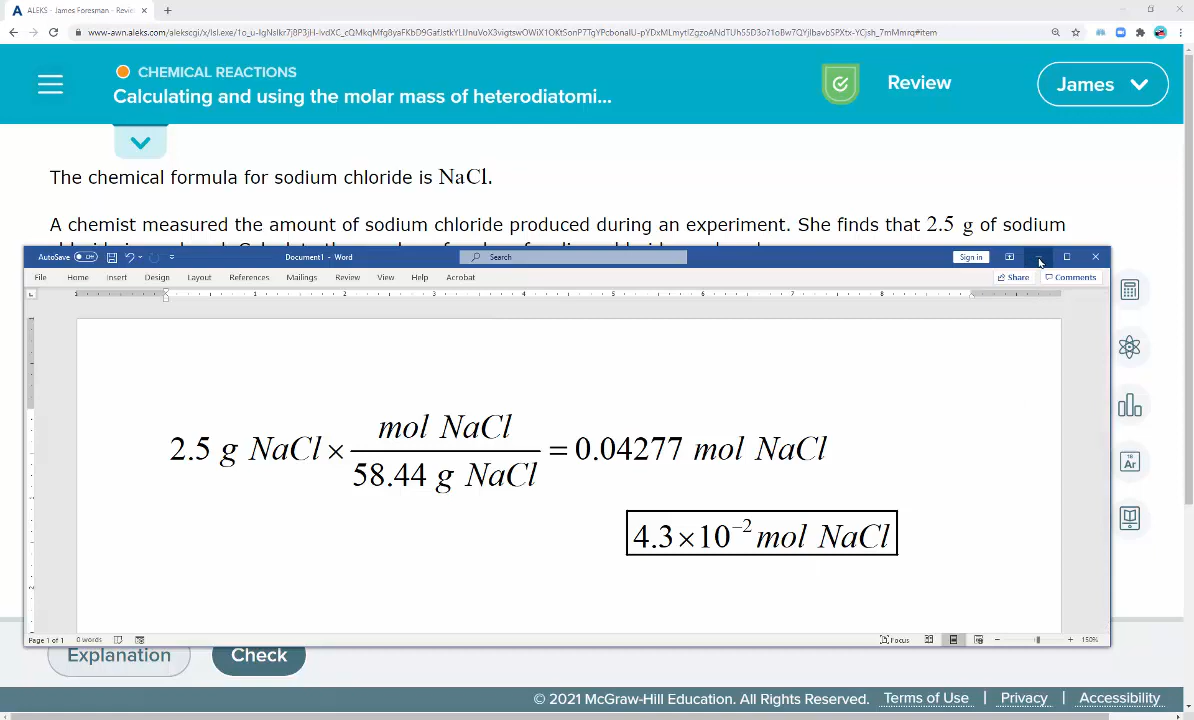 ALEKS - James Foresman - Revie
CHEMICAL REACTIONS
Calculating and using the molar mass of heterodiatomi...
Review
James
The chemical formula for sodium chloride is NaCl.
A chemist measured the amount of sodium chloride produced during an experiment. She finds that 2.5 g of sodium
AutoSave Off
Document1 - Word
Search
Sign in
File Home Insert Draw Design Layout References Mailings Review View Help Acrobat
Share Comments
2.5 g NaCl × mol NaCl / 58.44 g NaCl = 0.04277 mol NaCl
4.3 × 10⁻² mol NaCl
18
Ar
Page 1 of 1 0 words
Focus
150%
Explanation
Check
© 2021 McGraw-Hill Education. All Rights Reserved. Terms of Use | Privacy | Accessibility